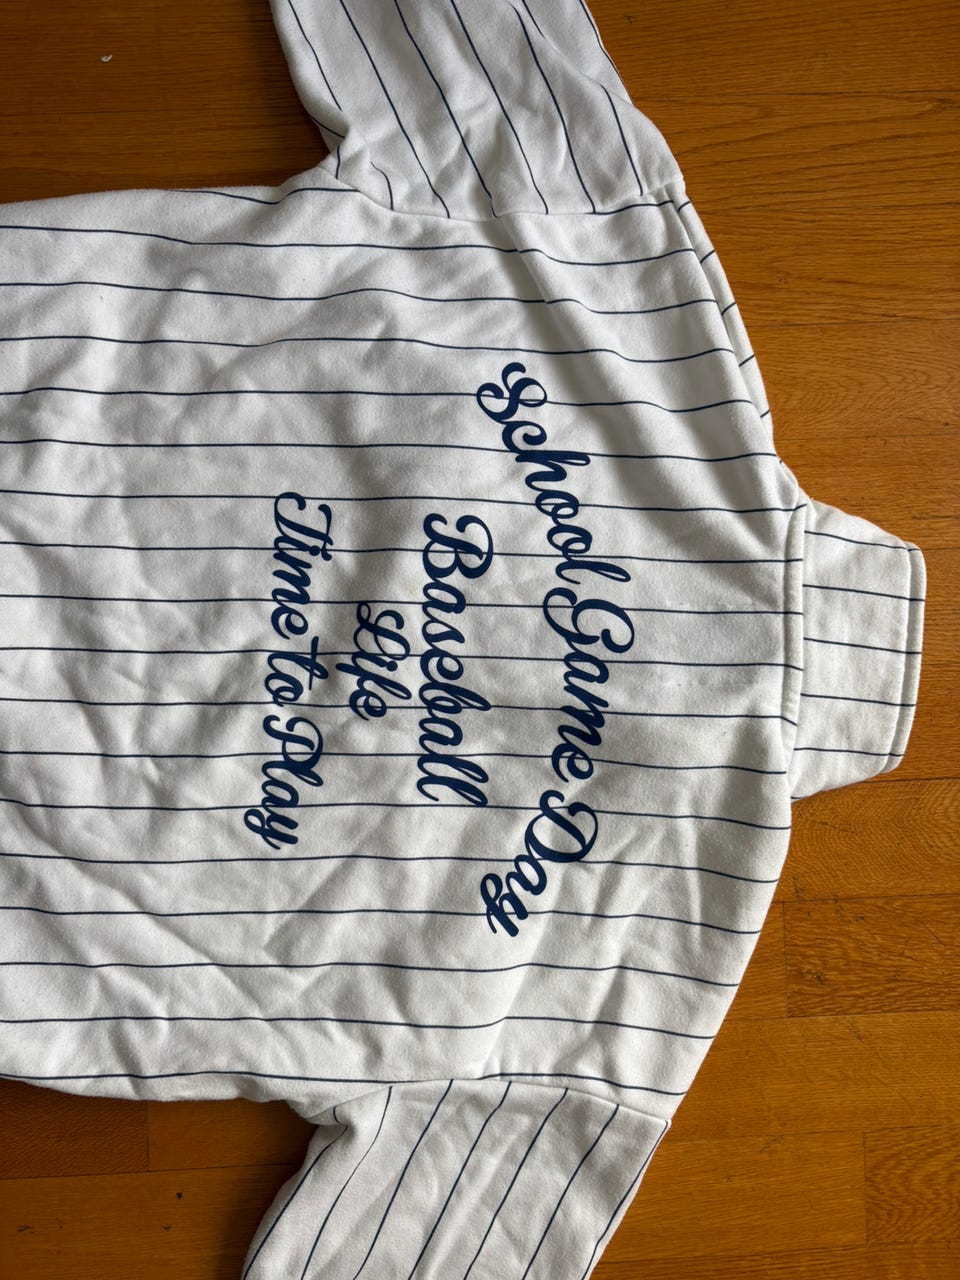 School Game Day
Baseball
Life
Time to Play